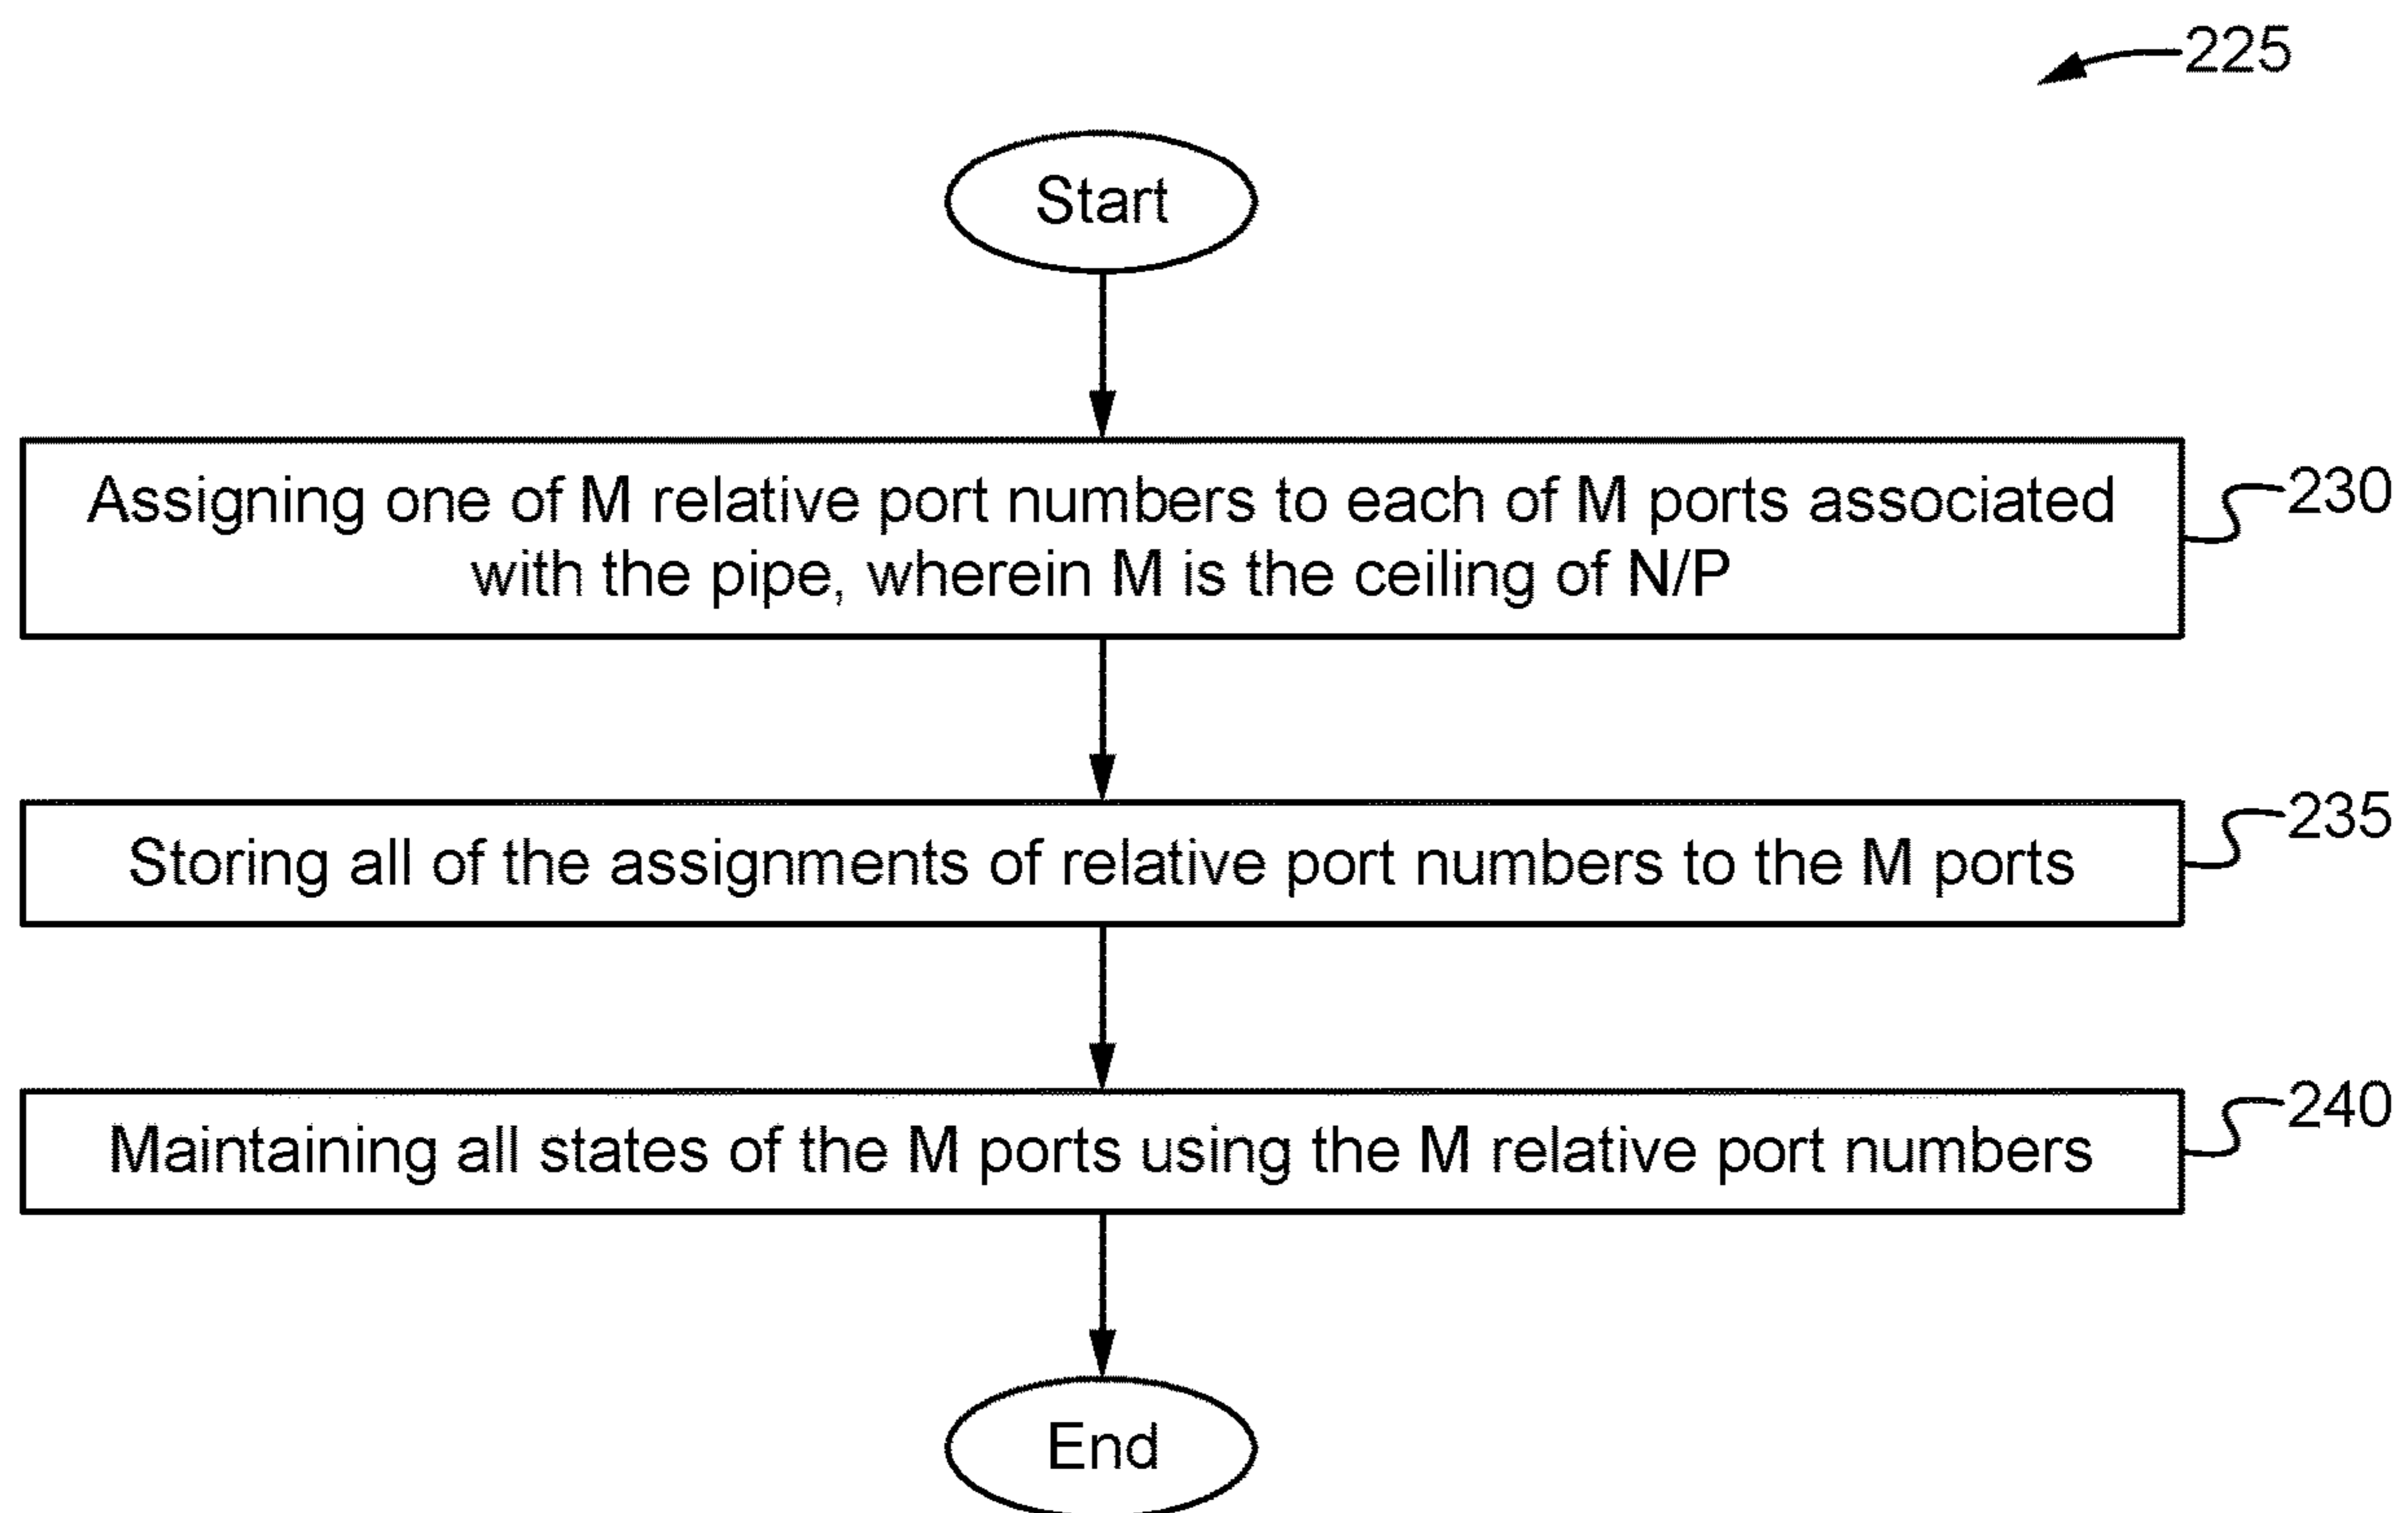 225
Start
Assigning one of M relative port numbers to each of M ports associated
with the pipe, wherein M is the ceiling of N/P
230
Storing all of the assignments of relative port numbers to the M ports
235
Maintaining all states of the M ports using the M relative port numbers
240
End